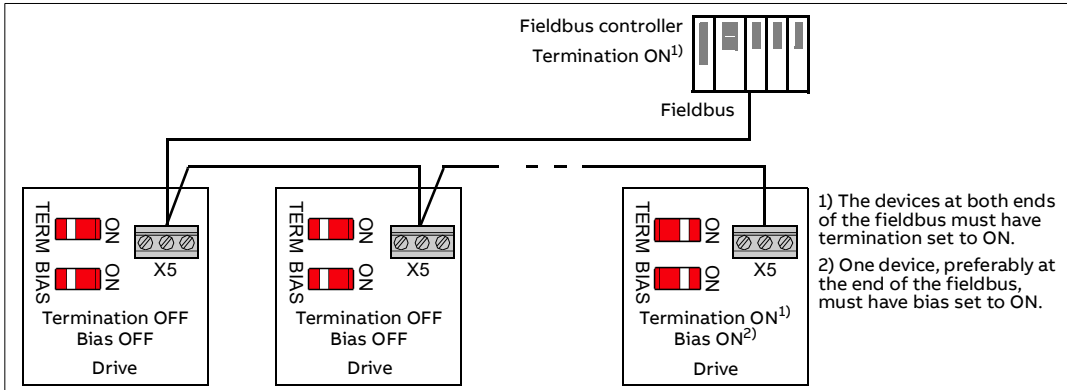 Fieldbus controller
Termination ON1)
Fieldbus
TERM
ON
BIAS
ON
X5
Termination OFF
Bias OFF
Drive
TERM
ON
BIAS
ON
X5
Termination OFF
Bias OFF
Drive
TERM
ON
BIAS
ON
X5
Termination ON1)
Bias ON2)
Drive
1) The devices at both ends
of the fieldbus must have
termination set to ON.
2) One device, preferably at
the end of the fieldbus,
must have bias set to ON.